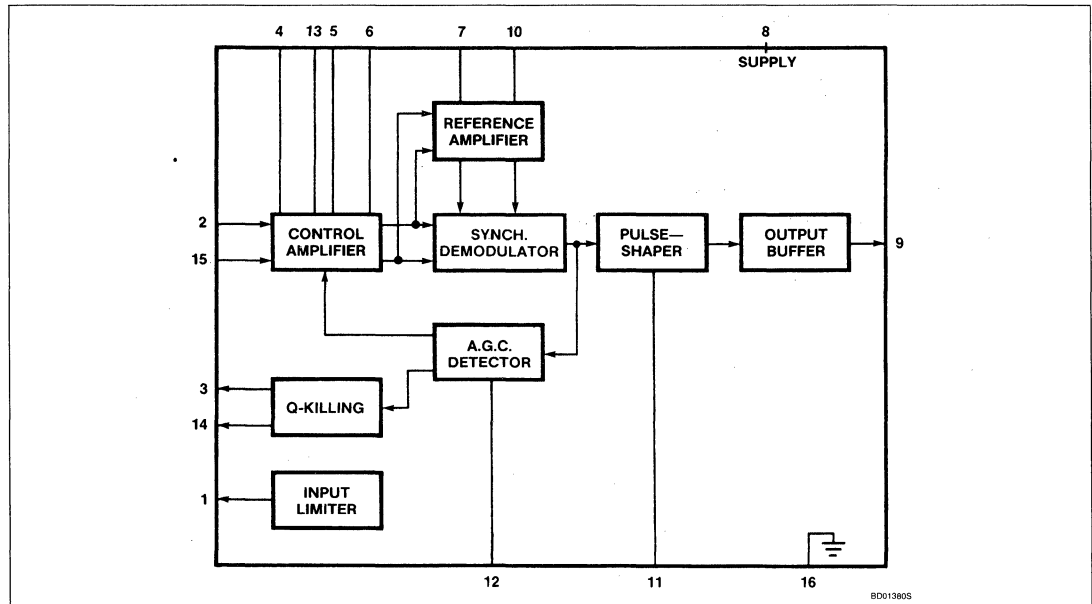 4 13 5 6 7 10 8
SUPPLY
REFERENCE
AMPLIFIER
2
15
CONTROL
AMPLIFIER
SYNCH.
DEMODULATOR
PULSE—
SHAPER
OUTPUT
BUFFER
9
A.G.C.
DETECTOR
3
14
Q-KILLING
1
INPUT
LIMITER
12 11 16
BD01380S